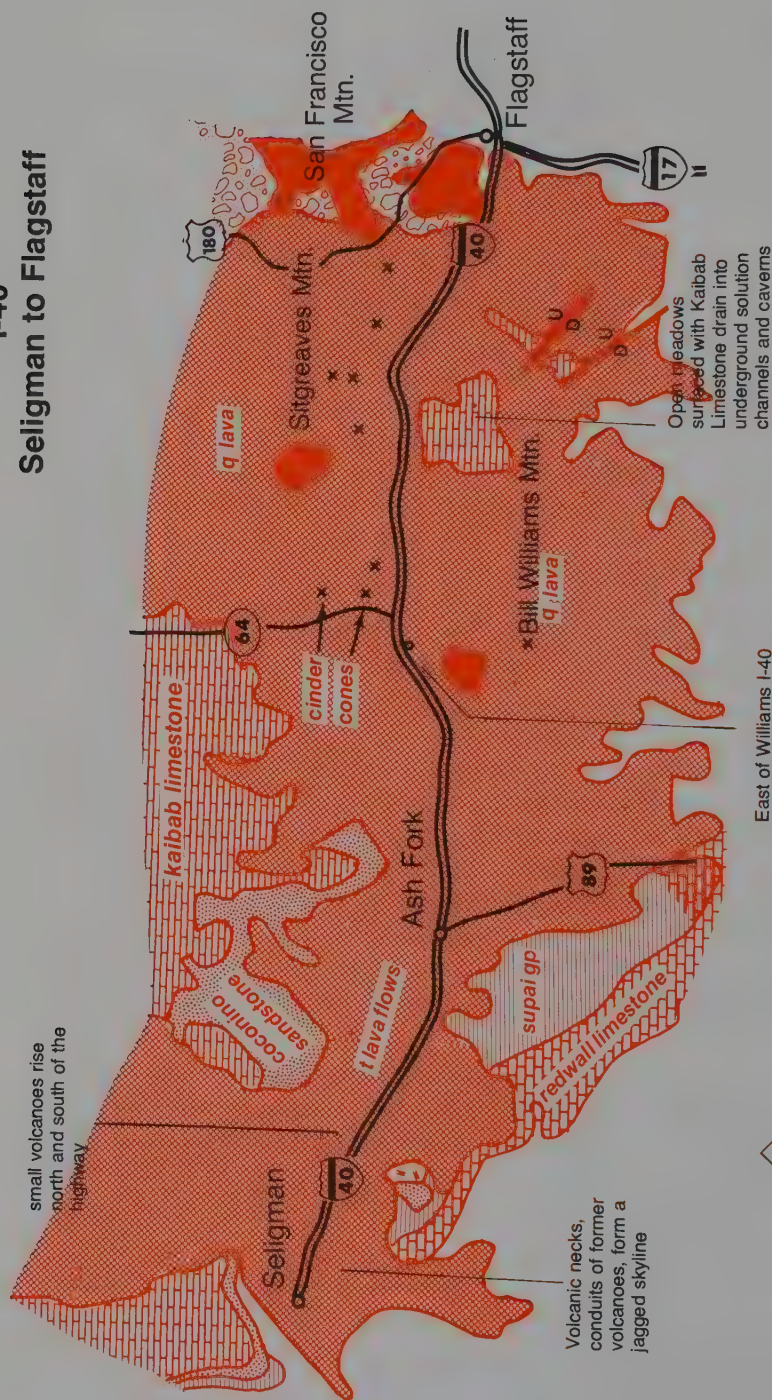 I-40
Seligman to Flagstaff
small volcanoes rise
north and south of the
highway
kaibab limestone
64
q lava
180
San Francisco
Mtn.
Sitgreaves Mtn.
coconino
sandstone
cinder
cones
Seligman
40
t lava flows
Ash Fork
40
Flagstaff
17
supai gp
redwall limestone
89
Bill Williams Mtn.
q lava
U
D
U
D
Volcanic necks,
conduits of former
volcanoes, form a
jagged skyline
East of Williams I-40
Open meadows
surfaced with Kaibab
Limestone drain into
underground solution
channels and caverns